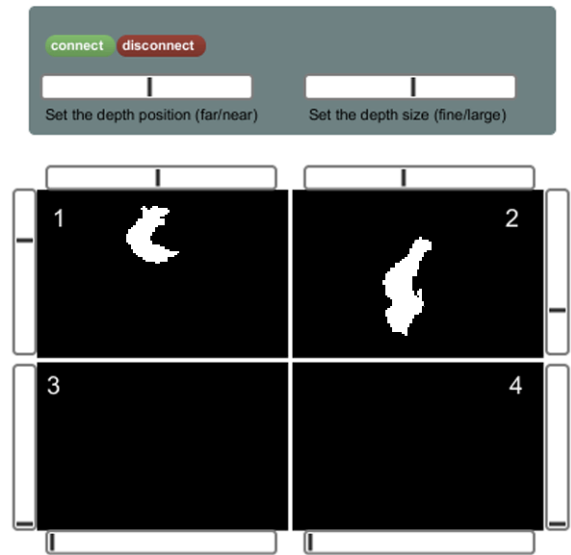 connect disconnect
Set the depth position (far/near) Set the depth size (fine/large)
1 2
3 4